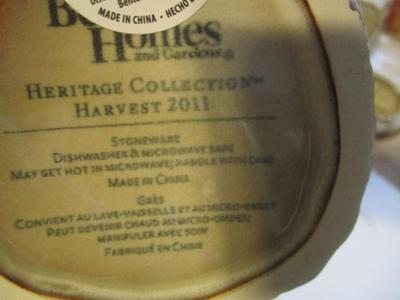 MADE IN CHINA • HECHO
Homes
and Gardens®
HERITAGE COLLECTION™
HARVEST 2011
STONEWARE
DISHWASHER & MICROWAVE SAFE
MAY GET HOT IN MICROWAVE; HANDLE WITH CARE
MADE IN CHINA
GRÈS
CONVIENT AU LAVE-VAISSELLE ET AU MICRO-ONDES
PEUT DEVENIR CHAUD AU MICRO-ONDES;
MANIPULER AVEC SOIN
FABRIQUÉ EN CHINE